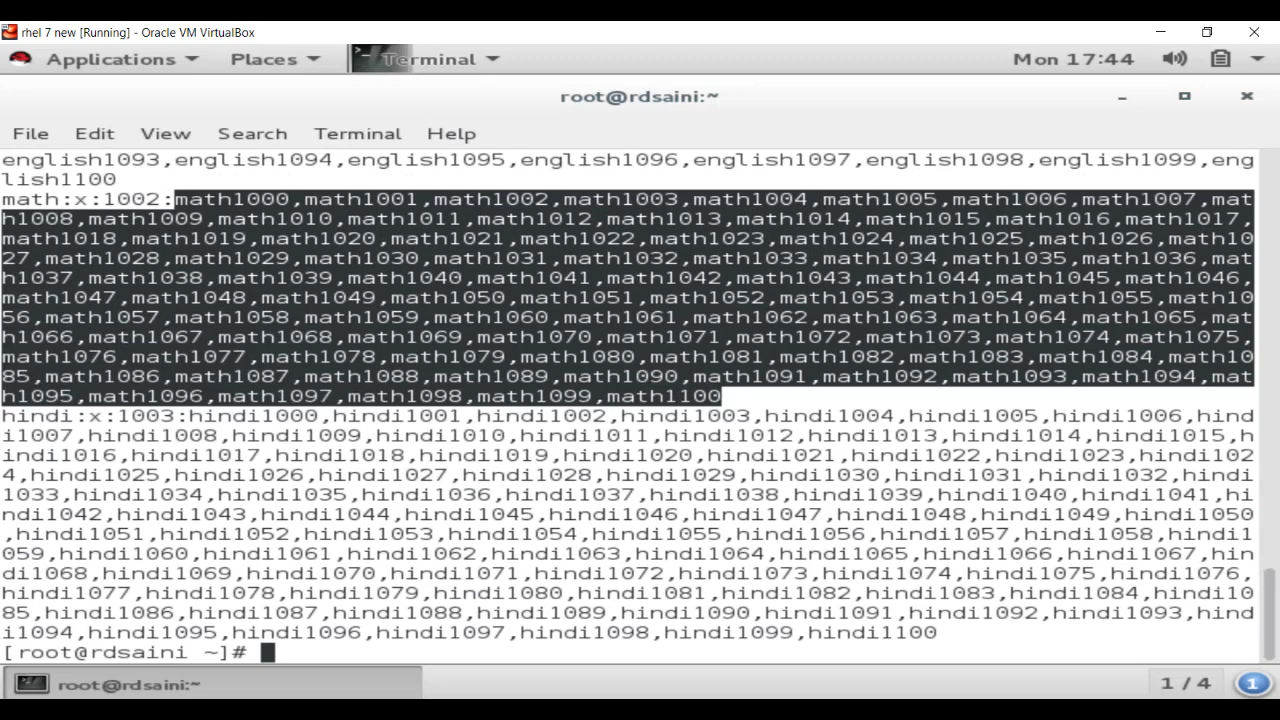 rhel 7 new [Running] - Oracle VM VirtualBox
Applications Places Terminal Mon 17:44
root@rdsaini:~
File Edit View Search Terminal Help
english1093,english1094,english1095,english1096,english1097,english1098,english1099,eng
lish1100
math:x:1002:math1000,math1001,math1002,math1003,math1004,math1005,math1006,math1007,mat
h1008,math1009,math1010,math1011,math1012,math1013,math1014,math1015,math1016,math1017,
math1018,math1019,math1020,math1021,math1022,math1023,math1024,math1025,math1026,math10
27,math1028,math1029,math1030,math1031,math1032,math1033,math1034,math1035,math1036,mat
h1037,math1038,math1039,math1040,math1041,math1042,math1043,math1044,math1045,math1046,
math1047,math1048,math1049,math1050,math1051,math1052,math1053,math1054,math1055,math10
56,math1057,math1058,math1059,math1060,math1061,math1062,math1063,math1064,math1065,mat
h1066,math1067,math1068,math1069,math1070,math1071,math1072,math1073,math1074,math1075,
math1076,math1077,math1078,math1079,math1080,math1081,math1082,math1083,math1084,math10
85,math1086,math1087,math1088,math1089,math1090,math1091,math1092,math1093,math1094,mat
h1095,math1096,math1097,math1098,math1099,math1100
hindi:x:1003:hindi1000,hindi1001,hindi1002,hindi1003,hindi1004,hindi1005,hindi1006,hind
i1007,hindi1008,hindi1009,hindi1010,hindi1011,hindi1012,hindi1013,hindi1014,hindi1015,h
indi1016,hindi1017,hindi1018,hindi1019,hindi1020,hindi1021,hindi1022,hindi1023,hindi102
4,hindi1025,hindi1026,hindi1027,hindi1028,hindi1029,hindi1030,hindi1031,hindi1032,hindi
1033,hindi1034,hindi1035,hindi1036,hindi1037,hindi1038,hindi1039,hindi1040,hindi1041,hi
ndi1042,hindi1043,hindi1044,hindi1045,hindi1046,hindi1047,hindi1048,hindi1049,hindi1050
,hindi1051,hindi1052,hindi1053,hindi1054,hindi1055,hindi1056,hindi1057,hindi1058,hindi1
059,hindi1060,hindi1061,hindi1062,hindi1063,hindi1064,hindi1065,hindi1066,hindi1067,hin
di1068,hindi1069,hindi1070,hindi1071,hindi1072,hindi1073,hindi1074,hindi1075,hindi1076,
hindi1077,hindi1078,hindi1079,hindi1080,hindi1081,hindi1082,hindi1083,hindi1084,hindi10
85,hindi1086,hindi1087,hindi1088,hindi1089,hindi1090,hindi1091,hindi1092,hindi1093,hind
i1094,hindi1095,hindi1096,hindi1097,hindi1098,hindi1099,hindi1100
[root@rdsaini ~]#
root@rdsaini:~ 1 / 4 1